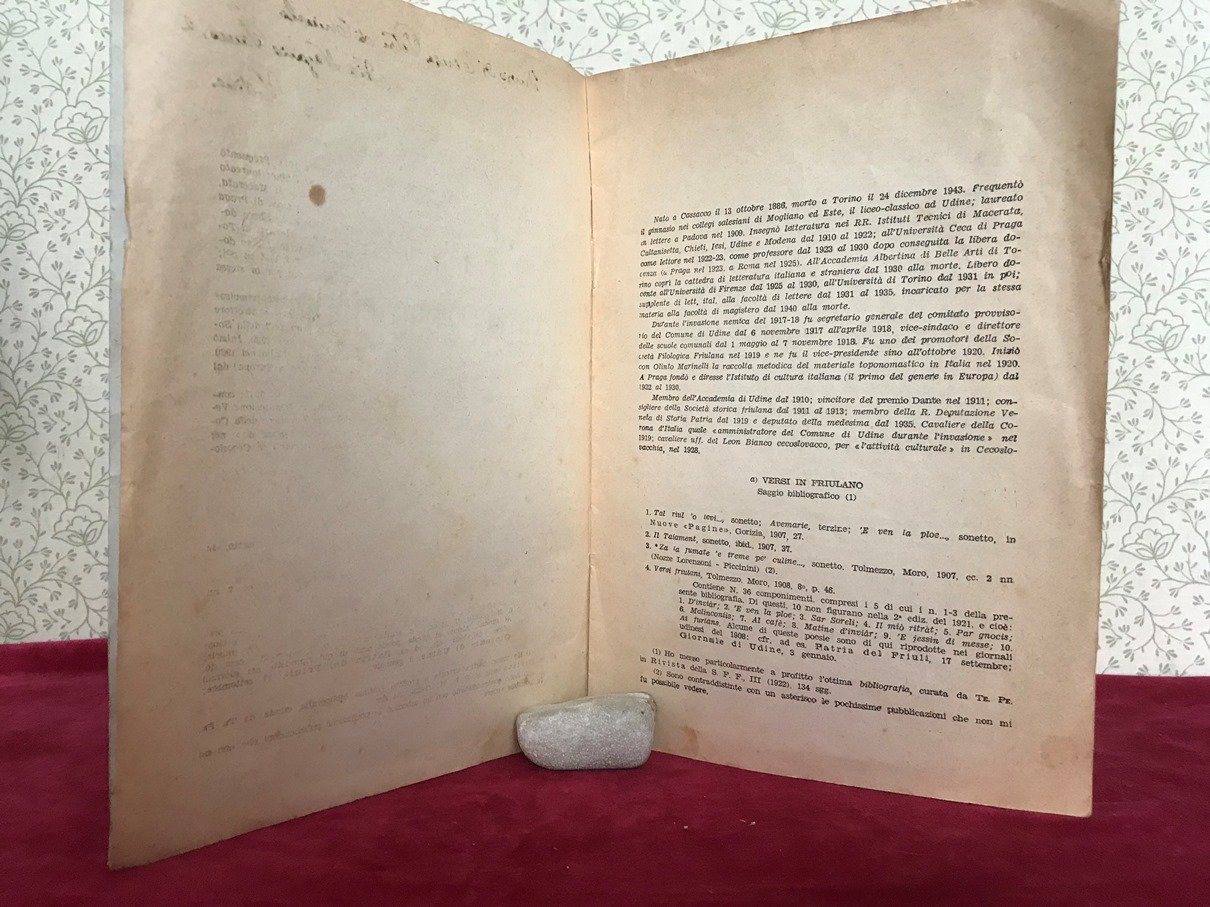 Nato a Cassacco il 13 ottobre 1886, morto a Torino il 24 dicembre 1943. Frequentò
il ginnasio nei collegi salesiani di Mogliano ed Este, il liceo-classico ad Udine; laureato
in lettere a Padova nel 1909. Insegnò letteratura nei RR. Istituti Tecnici di Macerata,
Caltanisetta, Chieti, Iesi, Udine e Modena dal 1910 al 1922; all'Università Ceca di Praga
come lettore nel 1922-23, come professore dal 1923 al 1930 dopo conseguita la libera do-
cenza (a Praga nel 1923, a Roma nel 1925). All'Accademia Albertina di Belle Arti di To-
rino coprì la cattedra di letteratura italiana e straniera dal 1930 alla morte. Libero do-
cente all'Università di Firenze dal 1925 al 1930, all'Università di Torino dal 1931 in poi;
supplente di lett. ital. alla facoltà di lettere dal 1931 al 1935, incaricato per la stessa
materia alla facoltà di magistero dal 1940 alla morte.
Durante l'invasione nemica del 1917-18 fu segretario generale del comitato provviso-
rio del Comune di Udine dal 6 novembre 1917 all'aprile 1918, vice-sindaco e direttore
delle scuole comunali dal 1 maggio al 7 novembre 1918. Fu uno dei promotori della So-
cietà Filologica Friulana nel 1919 e ne fu il vice-presidente sino all'ottobre 1920. Iniziò
con Olinto Marinelli la raccolta metodica del materiale toponomastico in Italia nel 1920.
A Praga fondò e diresse l'Istituto di cultura italiana (il primo del genere in Europa) dal
1922 al 1930.
Membro dell'Accademia di Udine dal 1910; vincitore del premio Dante nel 1911; con-
sigliere della Società storica friulana dal 1911 al 1913; membro della R. Deputazione Ve-
neta di Storia Patria dal 1919 e deputato della medesima dal 1935. Cavaliere della Co-
rona d'Italia quale «amministratore del Comune di Udine durante l'invasione» nel
1919; cavaliere uff. del Leon Bianco cecoslovacco, per «l'attività culturale» in Cecoslo-
vacchia, nel 1928.
a) VERSI IN FRIULANO
Saggio bibliografico (1)
1. Tal riul 'o levi..., sonetto; Avemarie, terzine; 'E ven la ploe..., sonetto, in
Nuove «Pagine», Gorizia, 1907, 27.
2. Il Taiament, sonetto, ibid., 1907, 37.
3. * Za la fumate 'e treme pe' culine..., sonetto. Tolmezzo, Moro, 1907, cc. 2 nn
(Nozze Lorenzoni - Piccinini) (2).
4. Versi friulani, Tolmezzo, Moro, 1908, 8°, p. 46.
Contiene N. 36 componimenti, compresi i 5 di cui i n. 1-3 della pre-
sente bibliografia. Di questi, 10 non figurano nella 2ª ediz. del 1921, e cioè:
1. D'inviâr; 2. 'E ven la ploe; 3. Sar Soreli; 4. Il miò ritràt; 5. Par gnocis;
6. Melinconiis; 7. Al cafè; 8. Matine d'inviâr; 9. 'E jessin di messe; 10.
Ai furlans. Alcune di queste poesie sono di qui riprodotte nei giornali
udinesi del 1908: cfr. ad es. Patria del Friuli, 17 settembre;
Giornale di Udine, 3 gennaio.
(1) Ho messo particolarmente a profitto l'ottima bibliografia, curata da TE. PE.
in Rivista della S. F. F., III (1922), 134 sgg.
(2) Sono contraddistinte con un asterisco le pochissime pubblicazioni che non mi
fu possibile vedere.